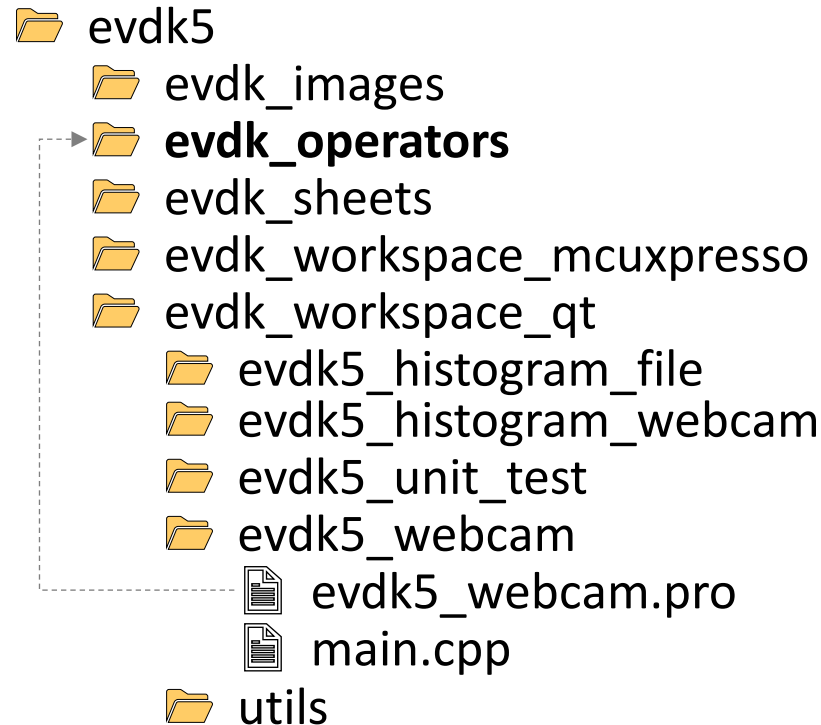 evdk5
evdk_images
evdk_operators
evdk_sheets
evdk_workspace_mcuxpresso
evdk_workspace_qt
evdk5_histogram_file
evdk5_histogram_webcam
evdk5_unit_test
evdk5_webcam
evdk5_webcam.pro
main.cpp
utils